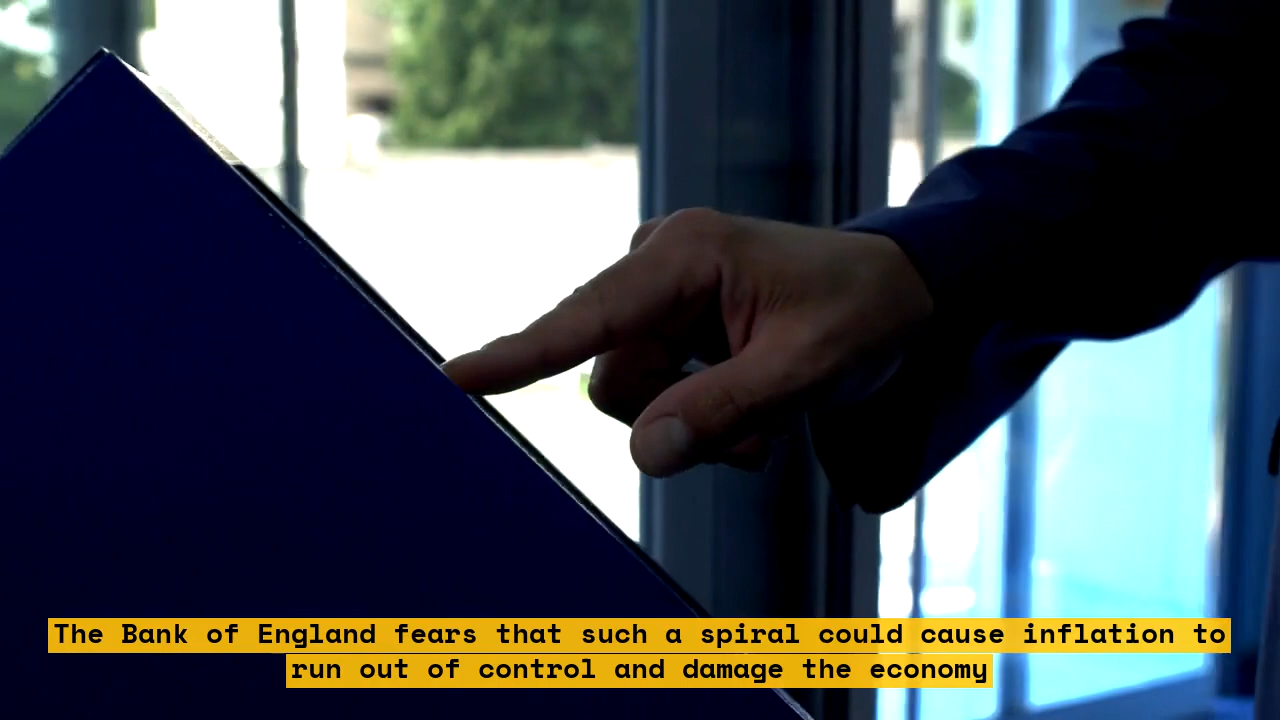 The Bank of England fears that such a spiral could cause inflation to
run out of control and damage the economy